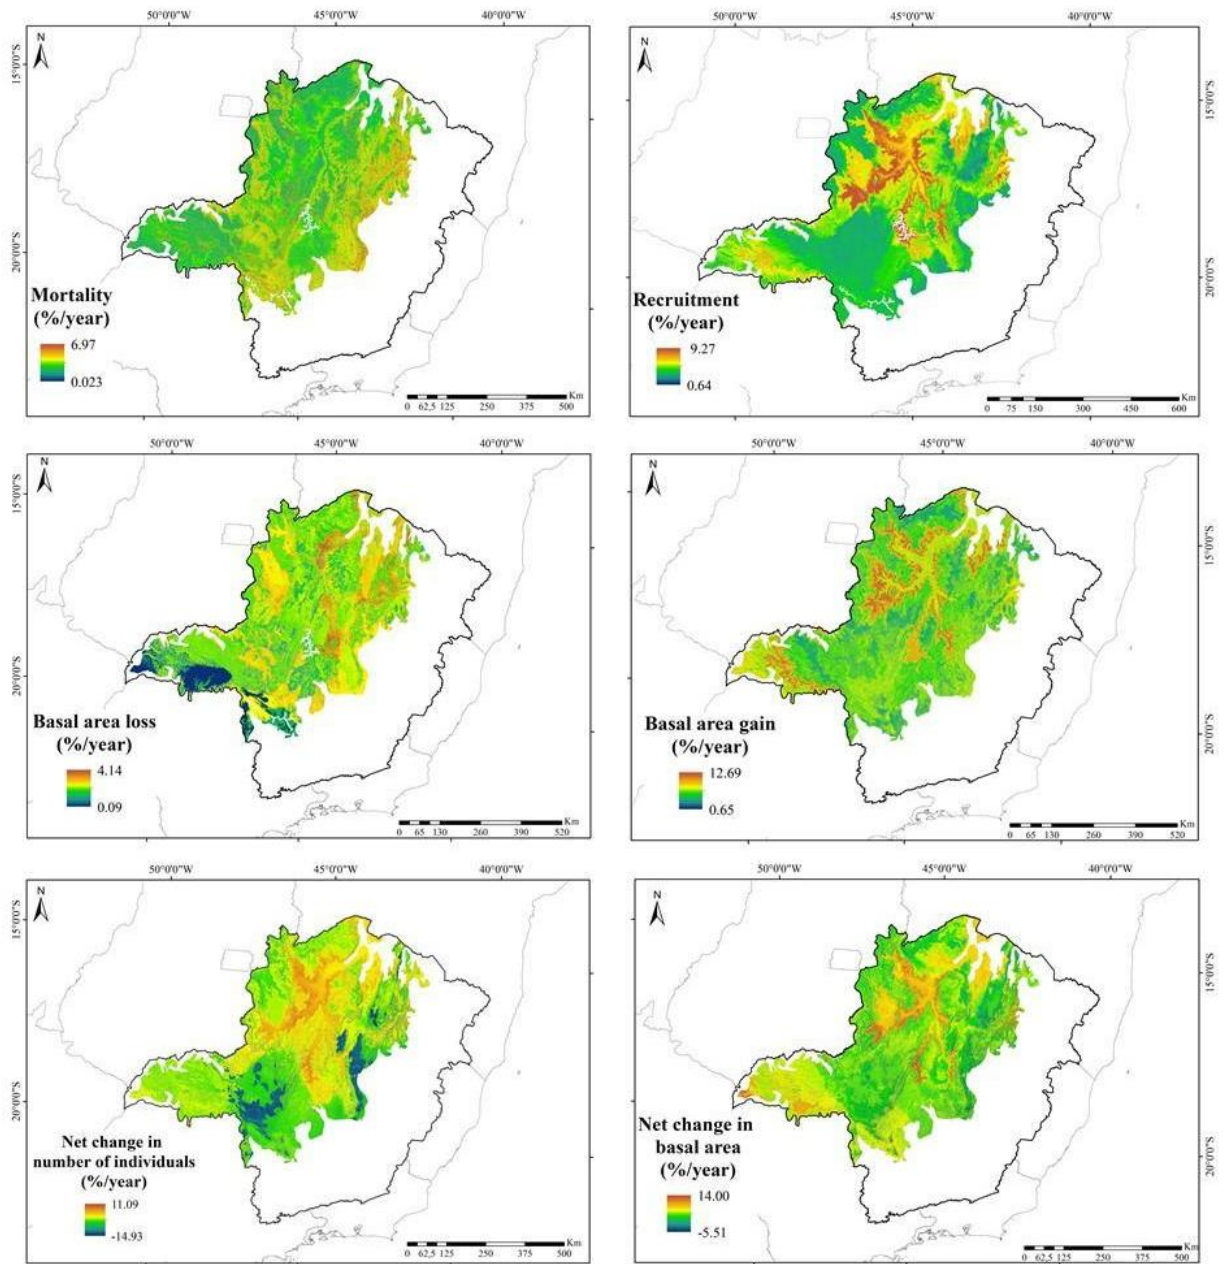 50°0'0"W 45°0'0"W 40°0'0"W
N
15°0'0"S
20°0'0"S
Mortality
(%/year)
6.97
0.023
Km
0 62,5 125 250 375 500
50°0'0"W 45°0'0"W 40°0'0"W
N
15°0'0"S
20°0'0"S
Recruitment
(%/year)
9.27
0.64
Km
0 75 150 300 450 600
50°0'0"W 45°0'0"W 40°0'0"W
N
15°0'0"S
20°0'0"S
Basal area loss
(%/year)
4.14
0.09
Km
0 65 130 260 390 520
50°0'0"W 45°0'0"W 40°0'0"W
N
15°0'0"S
20°0'0"S
Basal area gain
(%/year)
12.69
0.65
Km
0 65 130 260 390 520
50°0'0"W 45°0'0"W 40°0'0"W
N
15°0'0"S
20°0'0"S
Net change in
number of individuals
(%/year)
11.09
-14.93
Km
0 62,5 125 250 375 500
50°0'0"W 45°0'0"W 40°0'0"W
N
15°0'0"S
20°0'0"S
Net change in
basal area
(%/year)
14.00
-5.51
Km
0 62,5 125 250 375 500